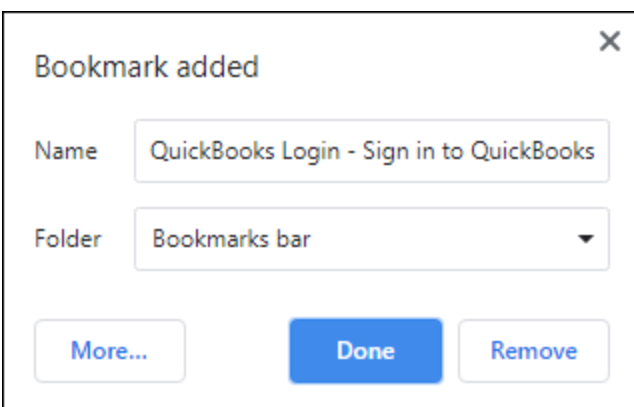 Bookmark added
Name QuickBooks Login - Sign in to QuickBooks
Folder Bookmarks bar
More... Done Remove